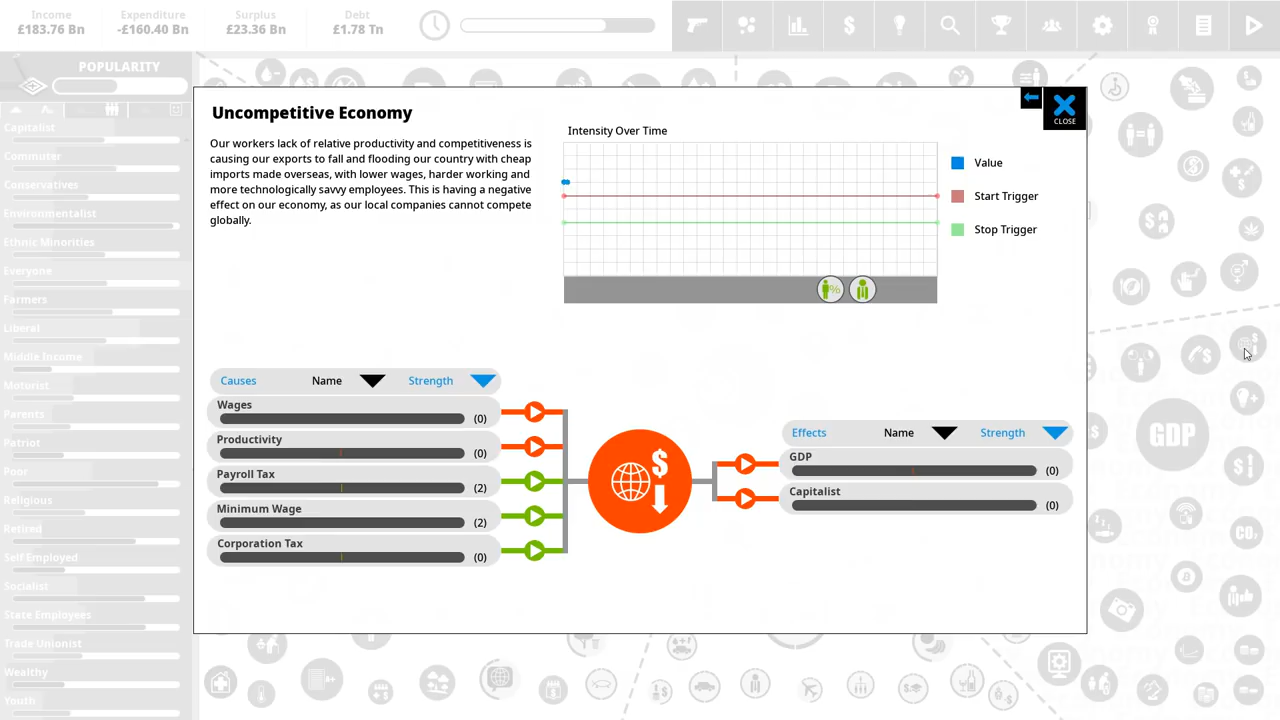 Income
£183.76 Bn
Expenditure
-£160.40 Bn
Surplus
£23.36 Bn
Debt
£1.78 Tn
POPULARITY
Capitalist
Commuter
Conservatives
Environmentalist
Ethnic Minorities
Everyone
Farmers
Liberal
Middle Income
Motorist
Parents
Patriot
Poor
Religious
Retired
Self Employed
Socialist
State Employees
Trade Unionist
Wealthy
Youth
Uncompetitive Economy
Our workers lack of relative productivity and competitiveness is
causing our exports to fall and flooding our country with cheap
imports made overseas, with lower wages, harder working and
more technologically savvy employees. This is having a negative
effect on our economy, as our local companies cannot compete
globally.
Intensity Over Time
Value
Start Trigger
Stop Trigger
CLOSE
Causes Name Strength
Wages
(0)
Productivity
(0)
Payroll Tax
(2)
Minimum Wage
(2)
Corporation Tax
(0)
Effects Name Strength
GDP
(0)
Capitalist
(0)
GDP
CO₂